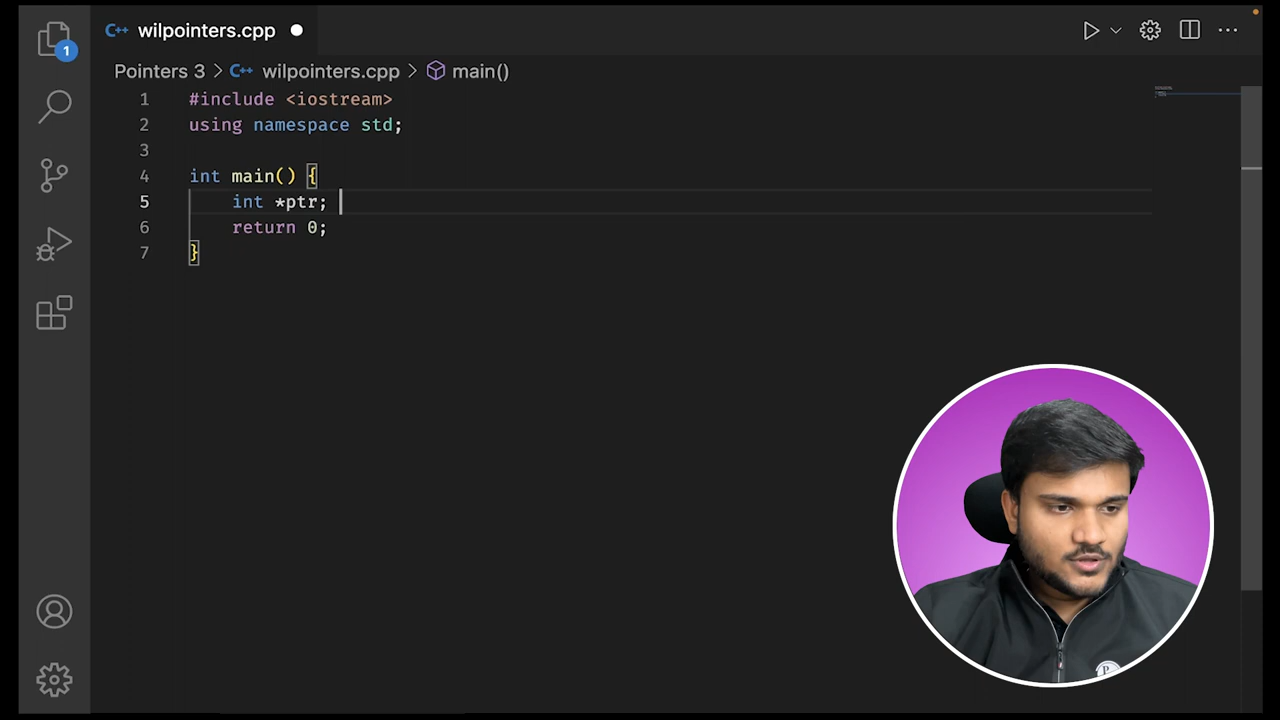 wilpointers.cpp
Pointers 3 > wilpointers.cpp > main()
1 #include <iostream>
2 using namespace std;
3
4 int main() {
5 int *ptr;
6 return 0;
7 }
1
C++
C++
P